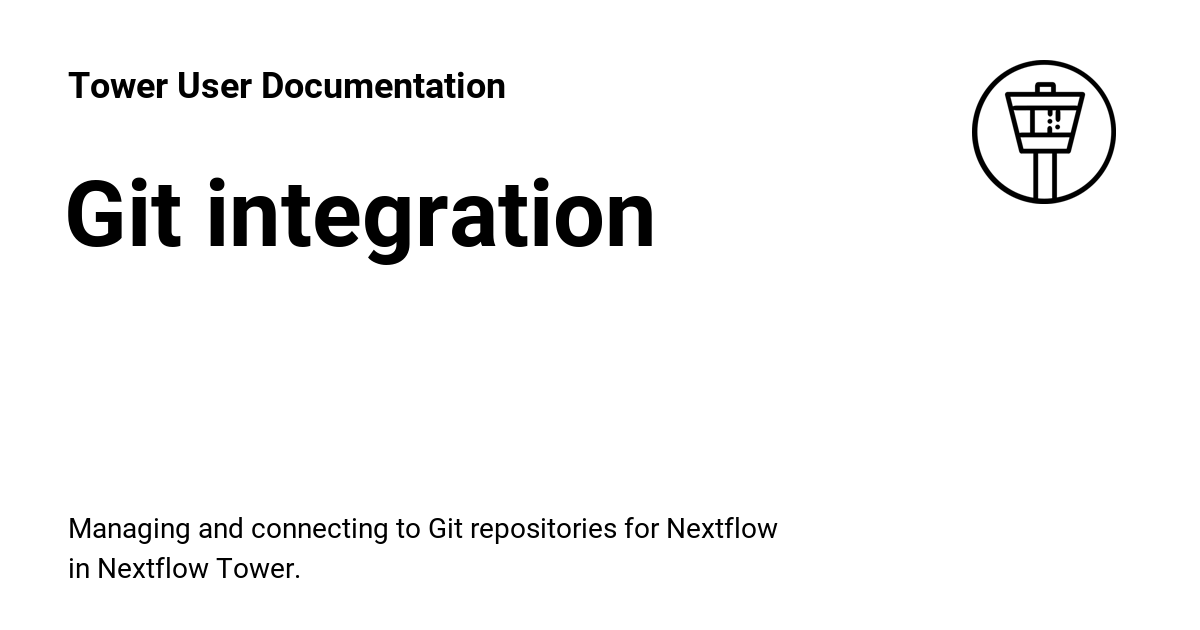 Tower User Documentation
Git integration
Managing and connecting to Git repositories for Nextflow
in Nextflow Tower.